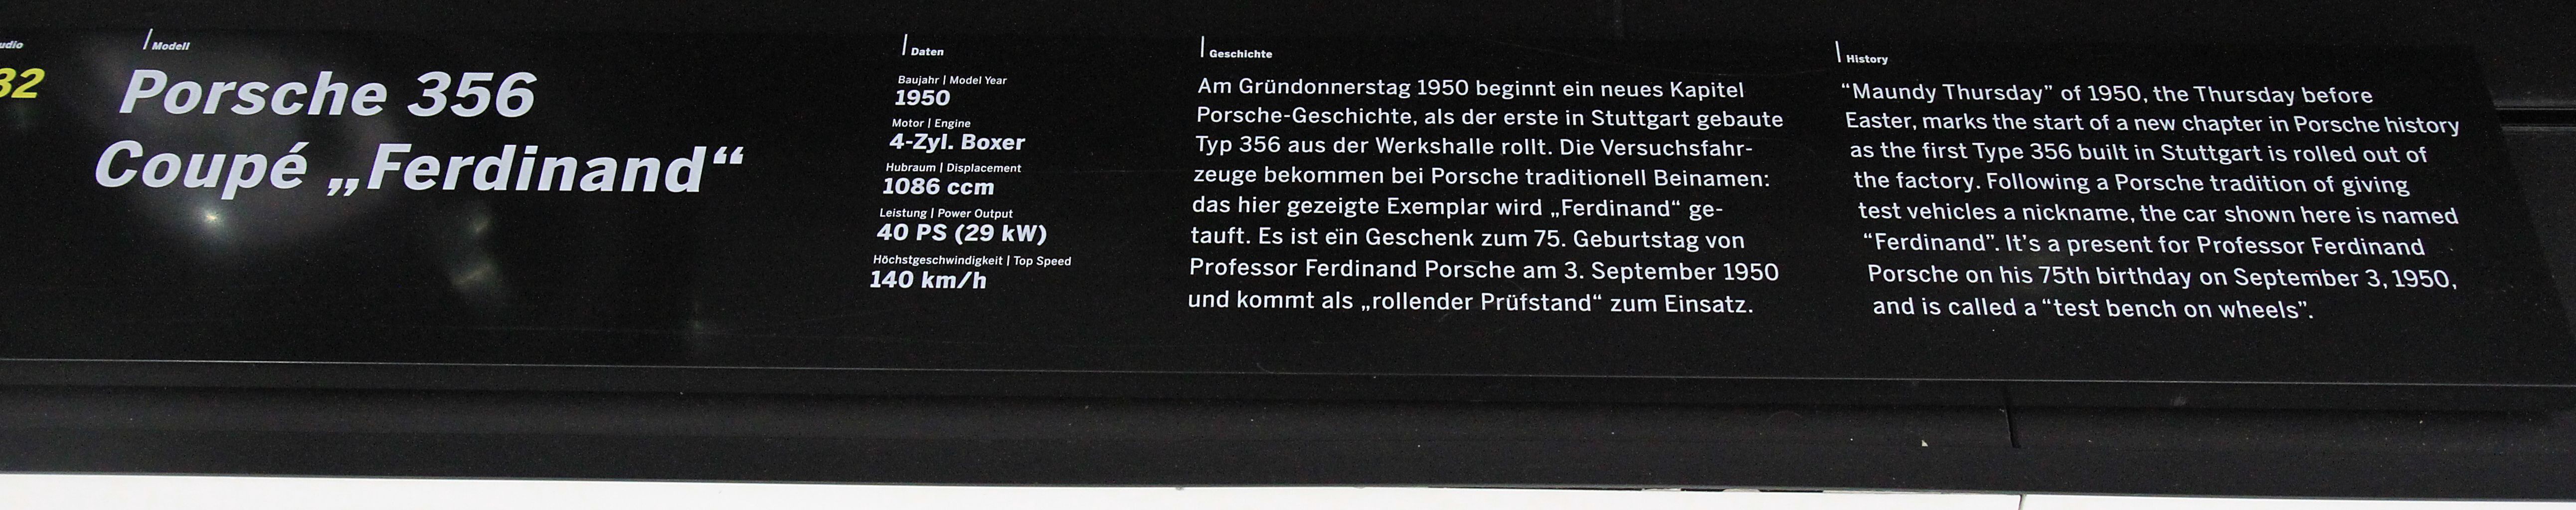 Modell
Porsche 356
Coupé „Ferdinand“
Daten
Baujahr | Model Year
1950
Motor | Engine
4-Zyl. Boxer
Hubraum | Displacement
1086 ccm
Leistung | Power Output
40 PS (29 kW)
Höchstgeschwindigkeit | Top Speed
140 km/h
Geschichte
Am Gründonnerstag 1950 beginnt ein neues Kapitel
Porsche-Geschichte, als der erste in Stuttgart gebaute
Typ 356 aus der Werkshalle rollt. Die Versuchsfahr-
zeuge bekommen bei Porsche traditionell Beinamen:
das hier gezeigte Exemplar wird „Ferdinand“ ge-
tauft. Es ist ein Geschenk zum 75. Geburtstag von
Professor Ferdinand Porsche am 3. September 1950
und kommt als „rollender Prüfstand“ zum Einsatz.
History
“Maundy Thursday” of 1950, the Thursday before
Easter, marks the start of a new chapter in Porsche history
as the first Type 356 built in Stuttgart is rolled out of
the factory. Following a Porsche tradition of giving
test vehicles a nickname, the car shown here is named
“Ferdinand”. It’s a present for Professor Ferdinand
Porsche on his 75th birthday on September 3, 1950,
and is called a “test bench on wheels”.